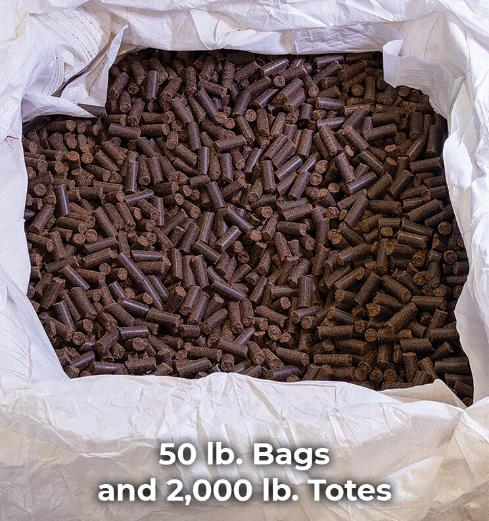 50 lb. Bags
and 2,000 lb. Totes